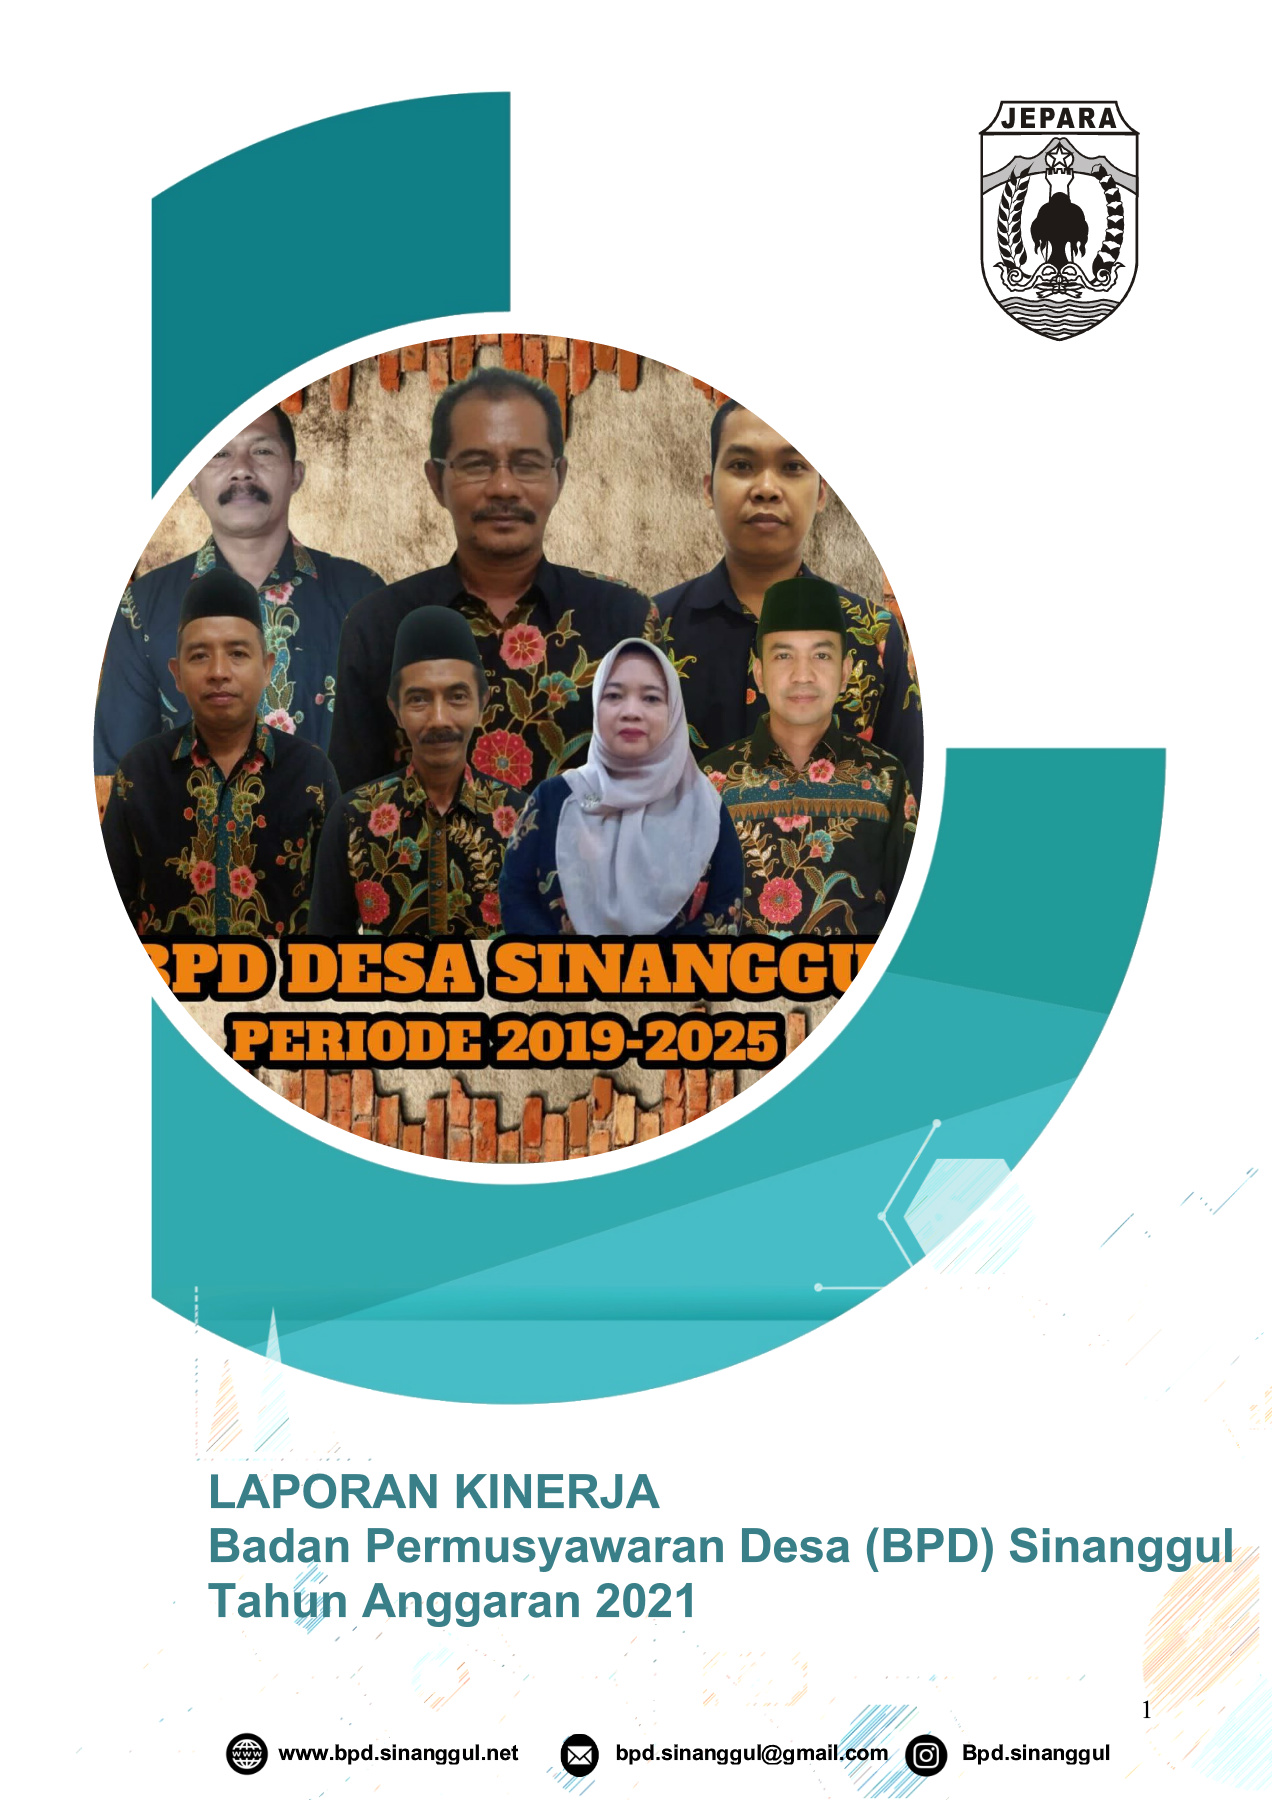 JEPARA
BPD DESA SINANGGU
PERIODE 2019-2025
LAPORAN KINERJA
Badan Permusyawaran Desa (BPD) Sinanggul
Tahun Anggaran 2021
1
www.bpd.sinanggul.net bpd.sinanggul@gmail.com Bpd.sinanggul